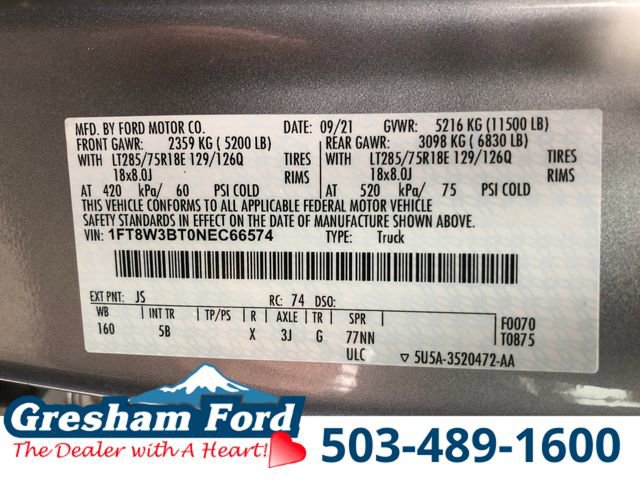 MFD. BY FORD MOTOR CO. DATE: 09/21 GVWR: 5216 KG (11500 LB)
FRONT GAWR: 2359 KG ( 5200 LB) REAR GAWR: 3098 KG ( 6830 LB)
WITH LT285/75R18E 129/126Q TIRES WITH LT285/75R18E 129/126Q TIRES
18x8.0J RIMS 18x8.0J RIMS
AT 420 kPa/ 60 PSI COLD AT 520 kPa/ 75 PSI COLD
THIS VEHICLE CONFORMS TO ALL APPLICABLE FEDERAL MOTOR VEHICLE
SAFETY STANDARDS IN EFFECT ON THE DATE OF MANUFACTURE SHOWN ABOVE.
VIN: 1FT8W3BT0NEC66574 TYPE: Truck
EXT PNT: JS RC: 74 DSO:
WB INT TR TP/PS R AXLE TR SPR F0070
160 5B X 3J G 77NN T0875
ULC ▽ 5U5A-3520472-AA
Gresham Ford
The Dealer with A Heart!
503-489-1600